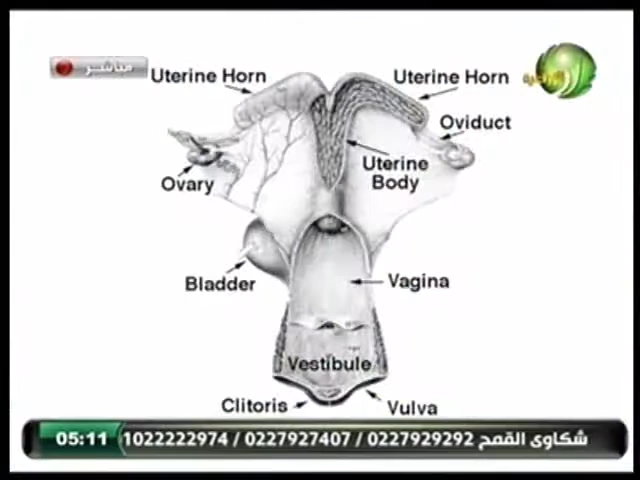 مباشر
Uterine Horn
Uterine Horn
الزراعية
Oviduct
Uterine
Body
Ovary
Bladder
Vagina
Vestibule
Clitoris
Vulva
05:11
شكاوى القمح 0227929292 / 0227927407 / 1022222974